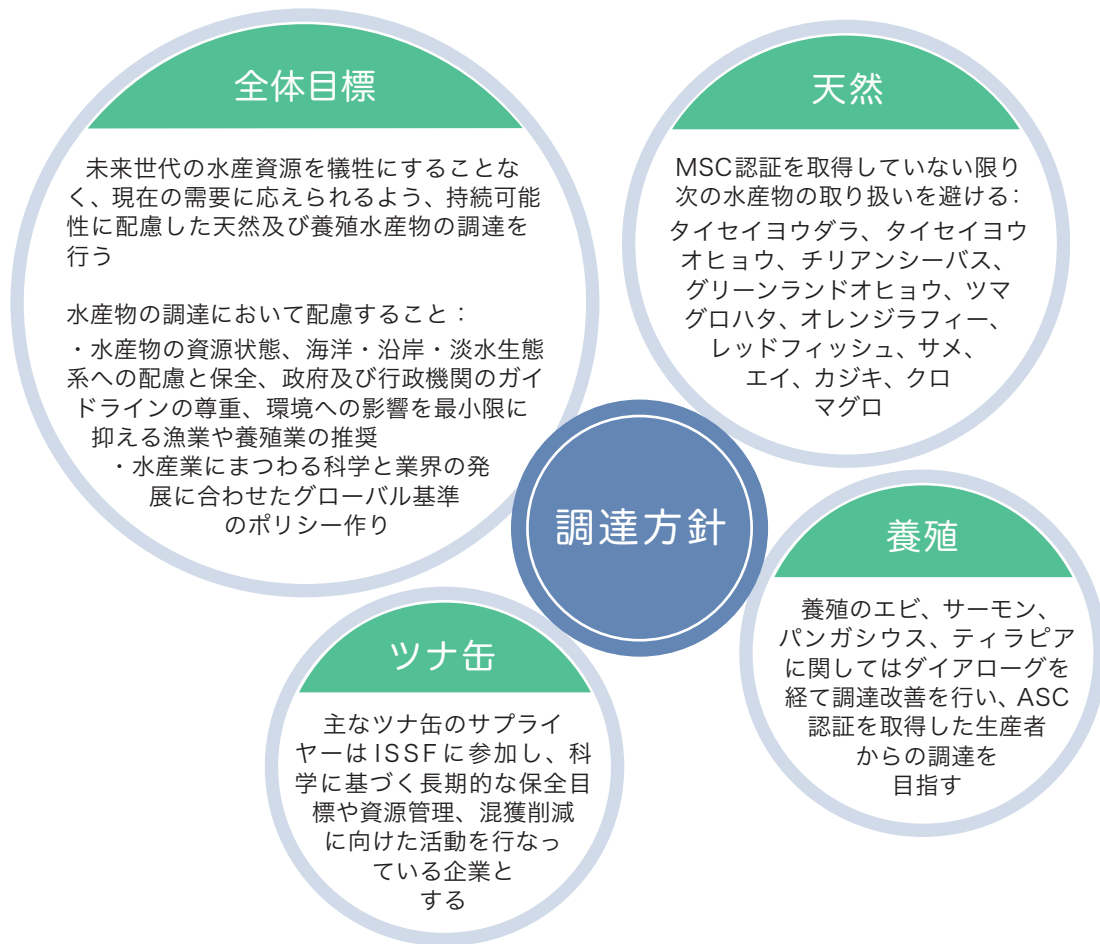 全体目標
未来世代の水産資源を犠牲にすることな
く、現在の需要に応えられるよう、持続可能
性に配慮した天然及び養殖水産物の調達を
行う
水産物の調達において配慮すること：
・水産物の資源状態、海洋・沿岸・淡水生態
系への配慮と保全、政府及び行政機関のガイ
ドラインの尊重、環境への影響を最小限に
抑える漁業や養殖業の推奨
・水産業にまつわる科学と業界の発
展に合わせたグローバル基準
のポリシー作り
天然
MSC認証を取得していない限り
次の水産物の取り扱いを避ける：
タイセイヨウダラ、タイセイヨウ
オヒョウ、チリアンシーバス、
グリーンランドオヒョウ、ツマ
グロハタ、オレンジラフィー、
レッドフィッシュ、サメ、
エイ、カジキ、クロ
マグロ
調達方針
養殖
養殖のエビ、サーモン、
パンガシウス、ティラピア
に関してはダイアローグを
経て調達改善を行い、ASC
認証を取得した生産者
からの調達を
目指す
ツナ缶
主なツナ缶のサプライ
ヤーはISSFに参加し、科
学に基づく長期的な保全目
標や資源管理、混獲削減
に向けた活動を行なっ
ている企業と
する